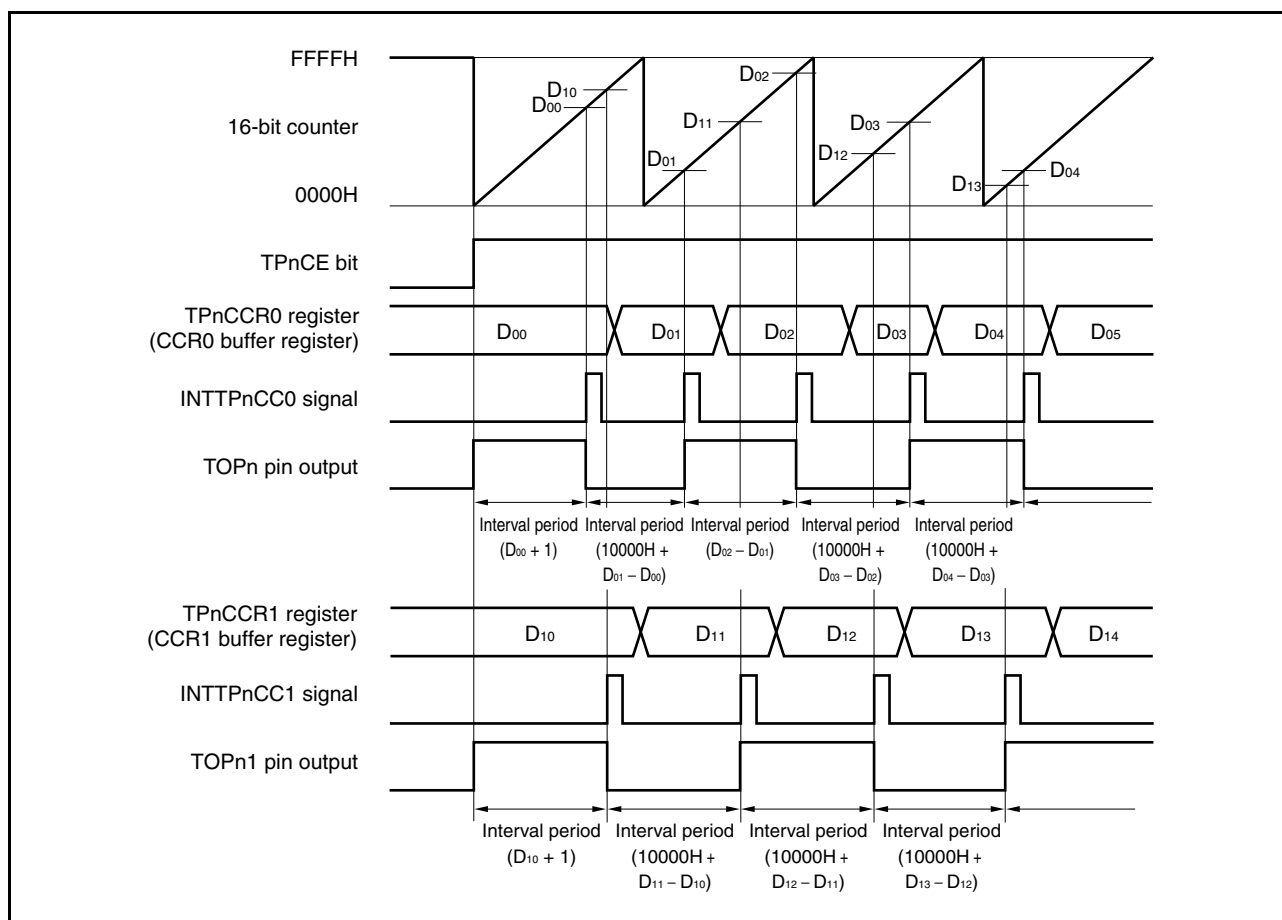 FFFFH
D10
D00
D02
16-bit counter
D11
D03
D12
D01
D04
0000H
D13
TPnCE bit
TPnCCR0 register
(CCR0 buffer register)
D00
D01
D02
D03
D04
D05
INTTPnCC0 signal
TOPn pin output
Interval period
(D00 + 1)
Interval period
(10000H +
D01 – D00)
Interval period
(D02 – D01)
Interval period
(10000H +
D03 – D02)
Interval period
(10000H +
D04 – D03)
TPnCCR1 register
(CCR1 buffer register)
D10
D11
D12
D13
D14
INTTPnCC1 signal
TOPn1 pin output
Interval period
(D10 + 1)
Interval period
(10000H +
D11 – D10)
Interval period
(10000H +
D12 – D11)
Interval period
(10000H +
D13 – D12)